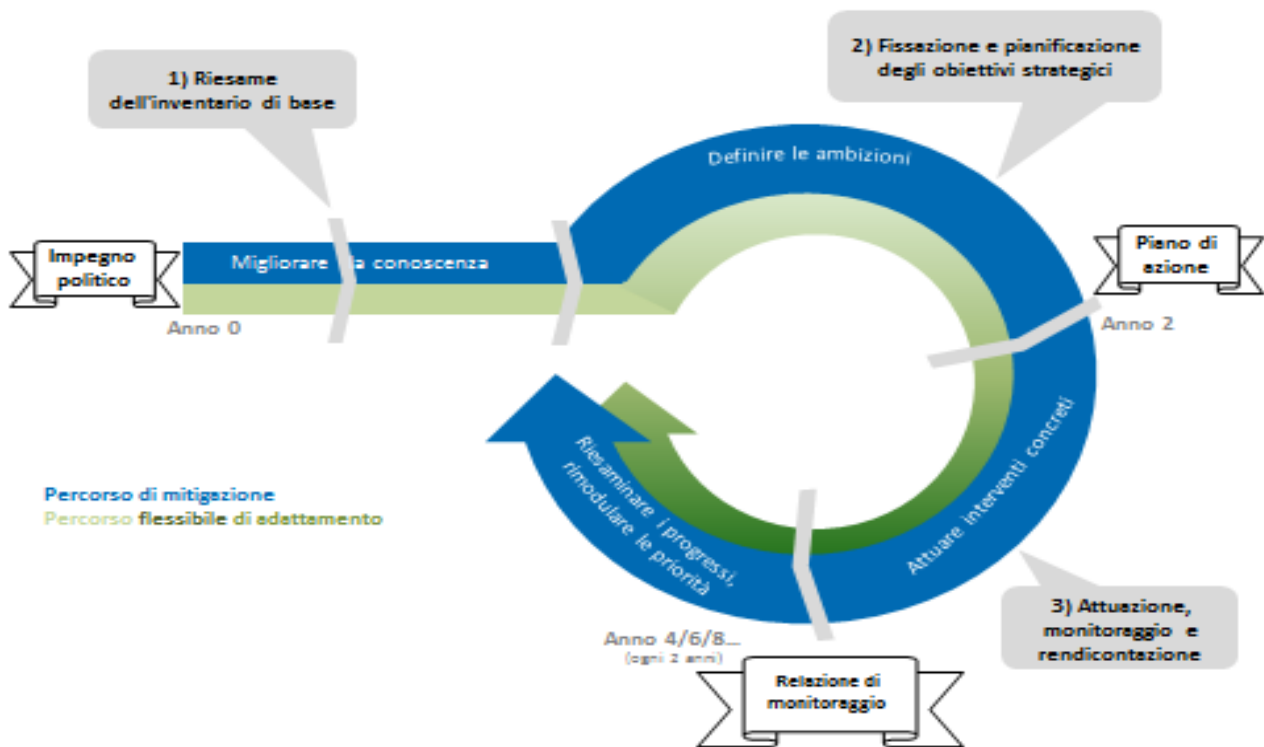 1) Riesame
dell'inventario di base
2) Fissazione e pianificazione
degli obiettivi strategici
Definire le ambizioni
Impegno
politico
Migliorare la conoscenza
Piano di
azione
Anno 0
Anno 2
Attuare interventi concreti
Riesaminare i progressi,
rimodulare le priorità
Percorso di mitigazione
Percorso flessibile di adattamento
3) Attuazione,
monitoraggio e
rendicontazione
Anno 4/6/8...
(ogni 2 anni)
Relazione di
monitoraggio